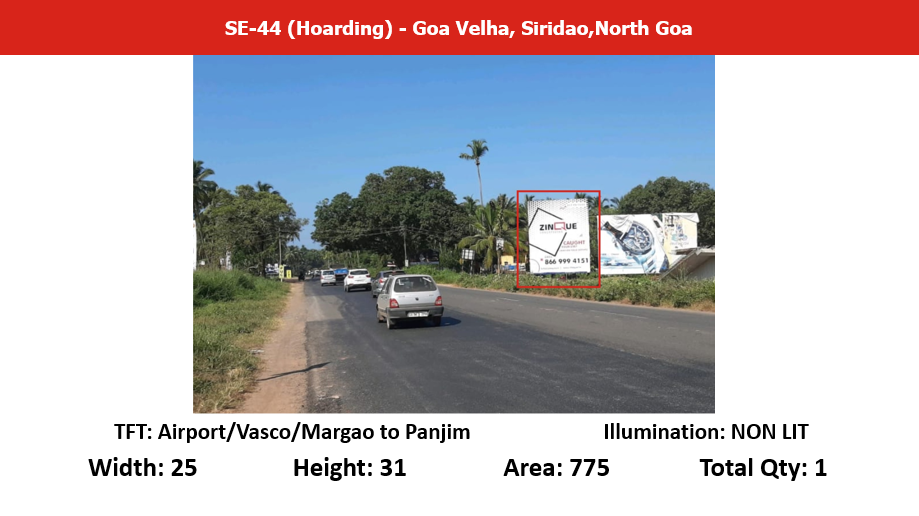 SE-44 (Hoarding) - Goa Velha, Siridao,North Goa
ZINQUE
CAUGHT
866 999 4151
TFT: Airport/Vasco/Margao to Panjim
Illumination: NON LIT
Width: 25
Height: 31
Area: 775
Total Qty: 1